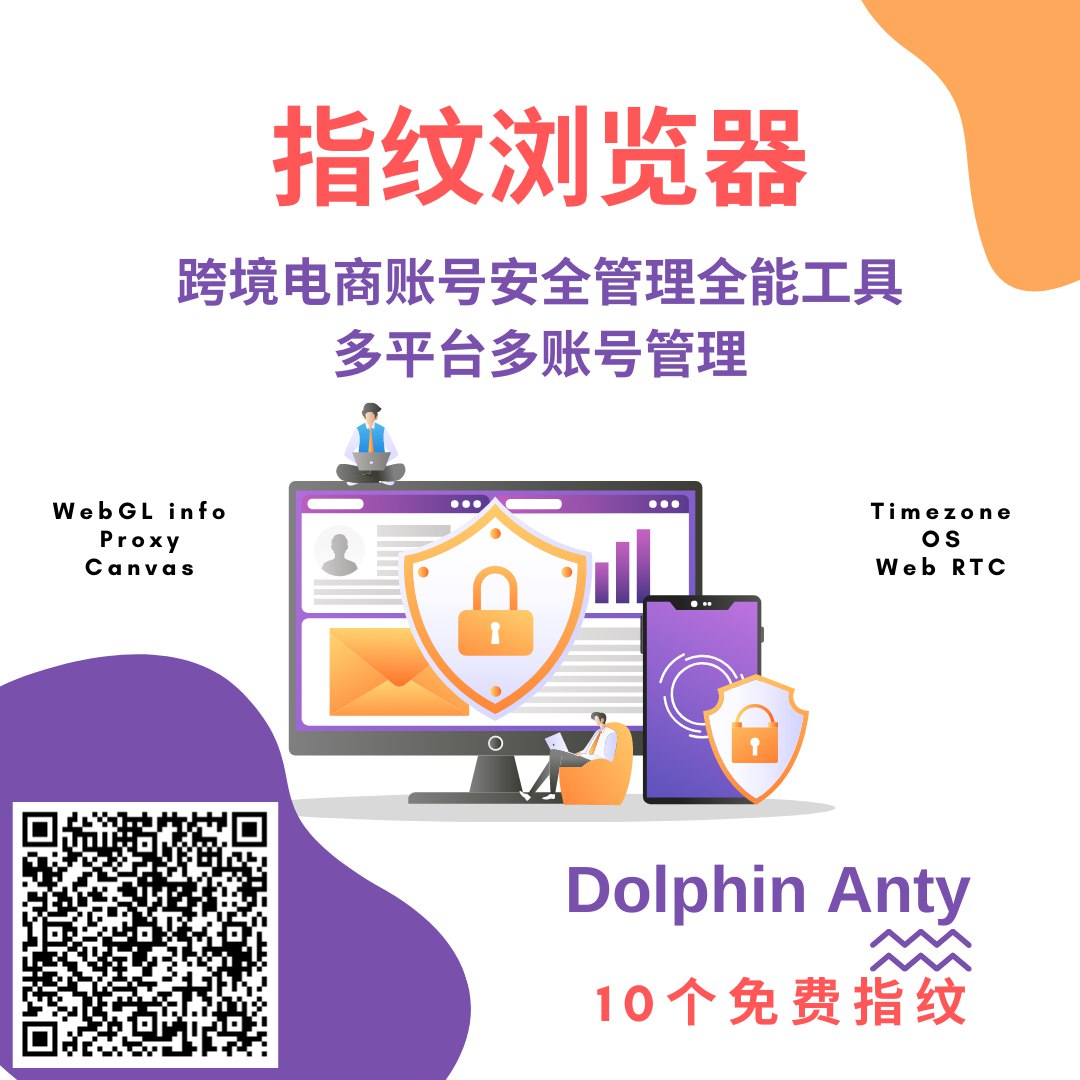 指纹浏览器
跨境电商账号安全管理全能工具
多平台多账号管理
WebGL info
Proxy
Canvas
Timezone
OS
Web RTC
Dolphin Anty
10个免费指纹